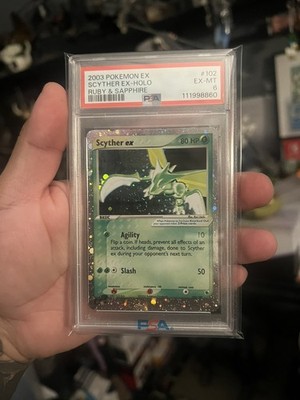 2003 POKEMON EX #102
SCYTHER EX-HOLO EX-MT
RUBY & SAPPHIRE 6
PSA 111998860
Scyther ex 80 HP
Agility 10
Flip a coin. If heads, prevent all effects of an
attack, including damage, done to Scyther
ex during your opponent's next turn.
Slash 50
PSA